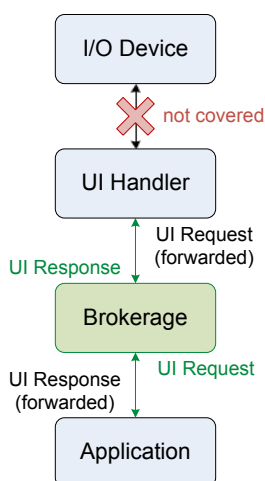 I/O Device
not covered
UI Handler
UI Request
(forwarded)
UI Response
Brokerage
UI Request
UI Response
(forwarded)
Application